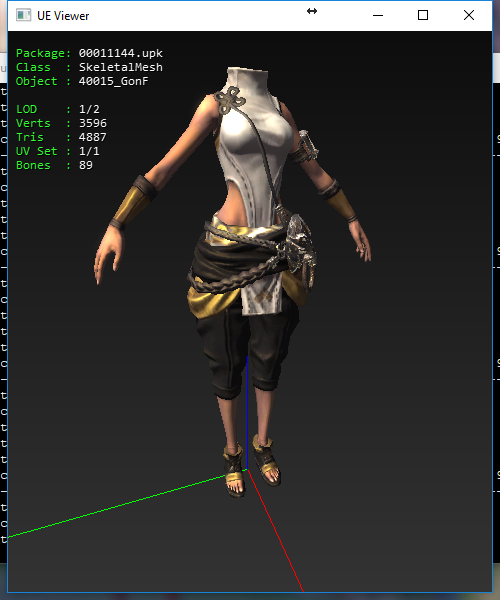 UE Viewer
Package: 00011144.upk
Class : SkeletalMesh
Object : 40015_GonF
LOD : 1/2
Verts : 3596
Tris : 4887
UV Set : 1/1
Bones : 89